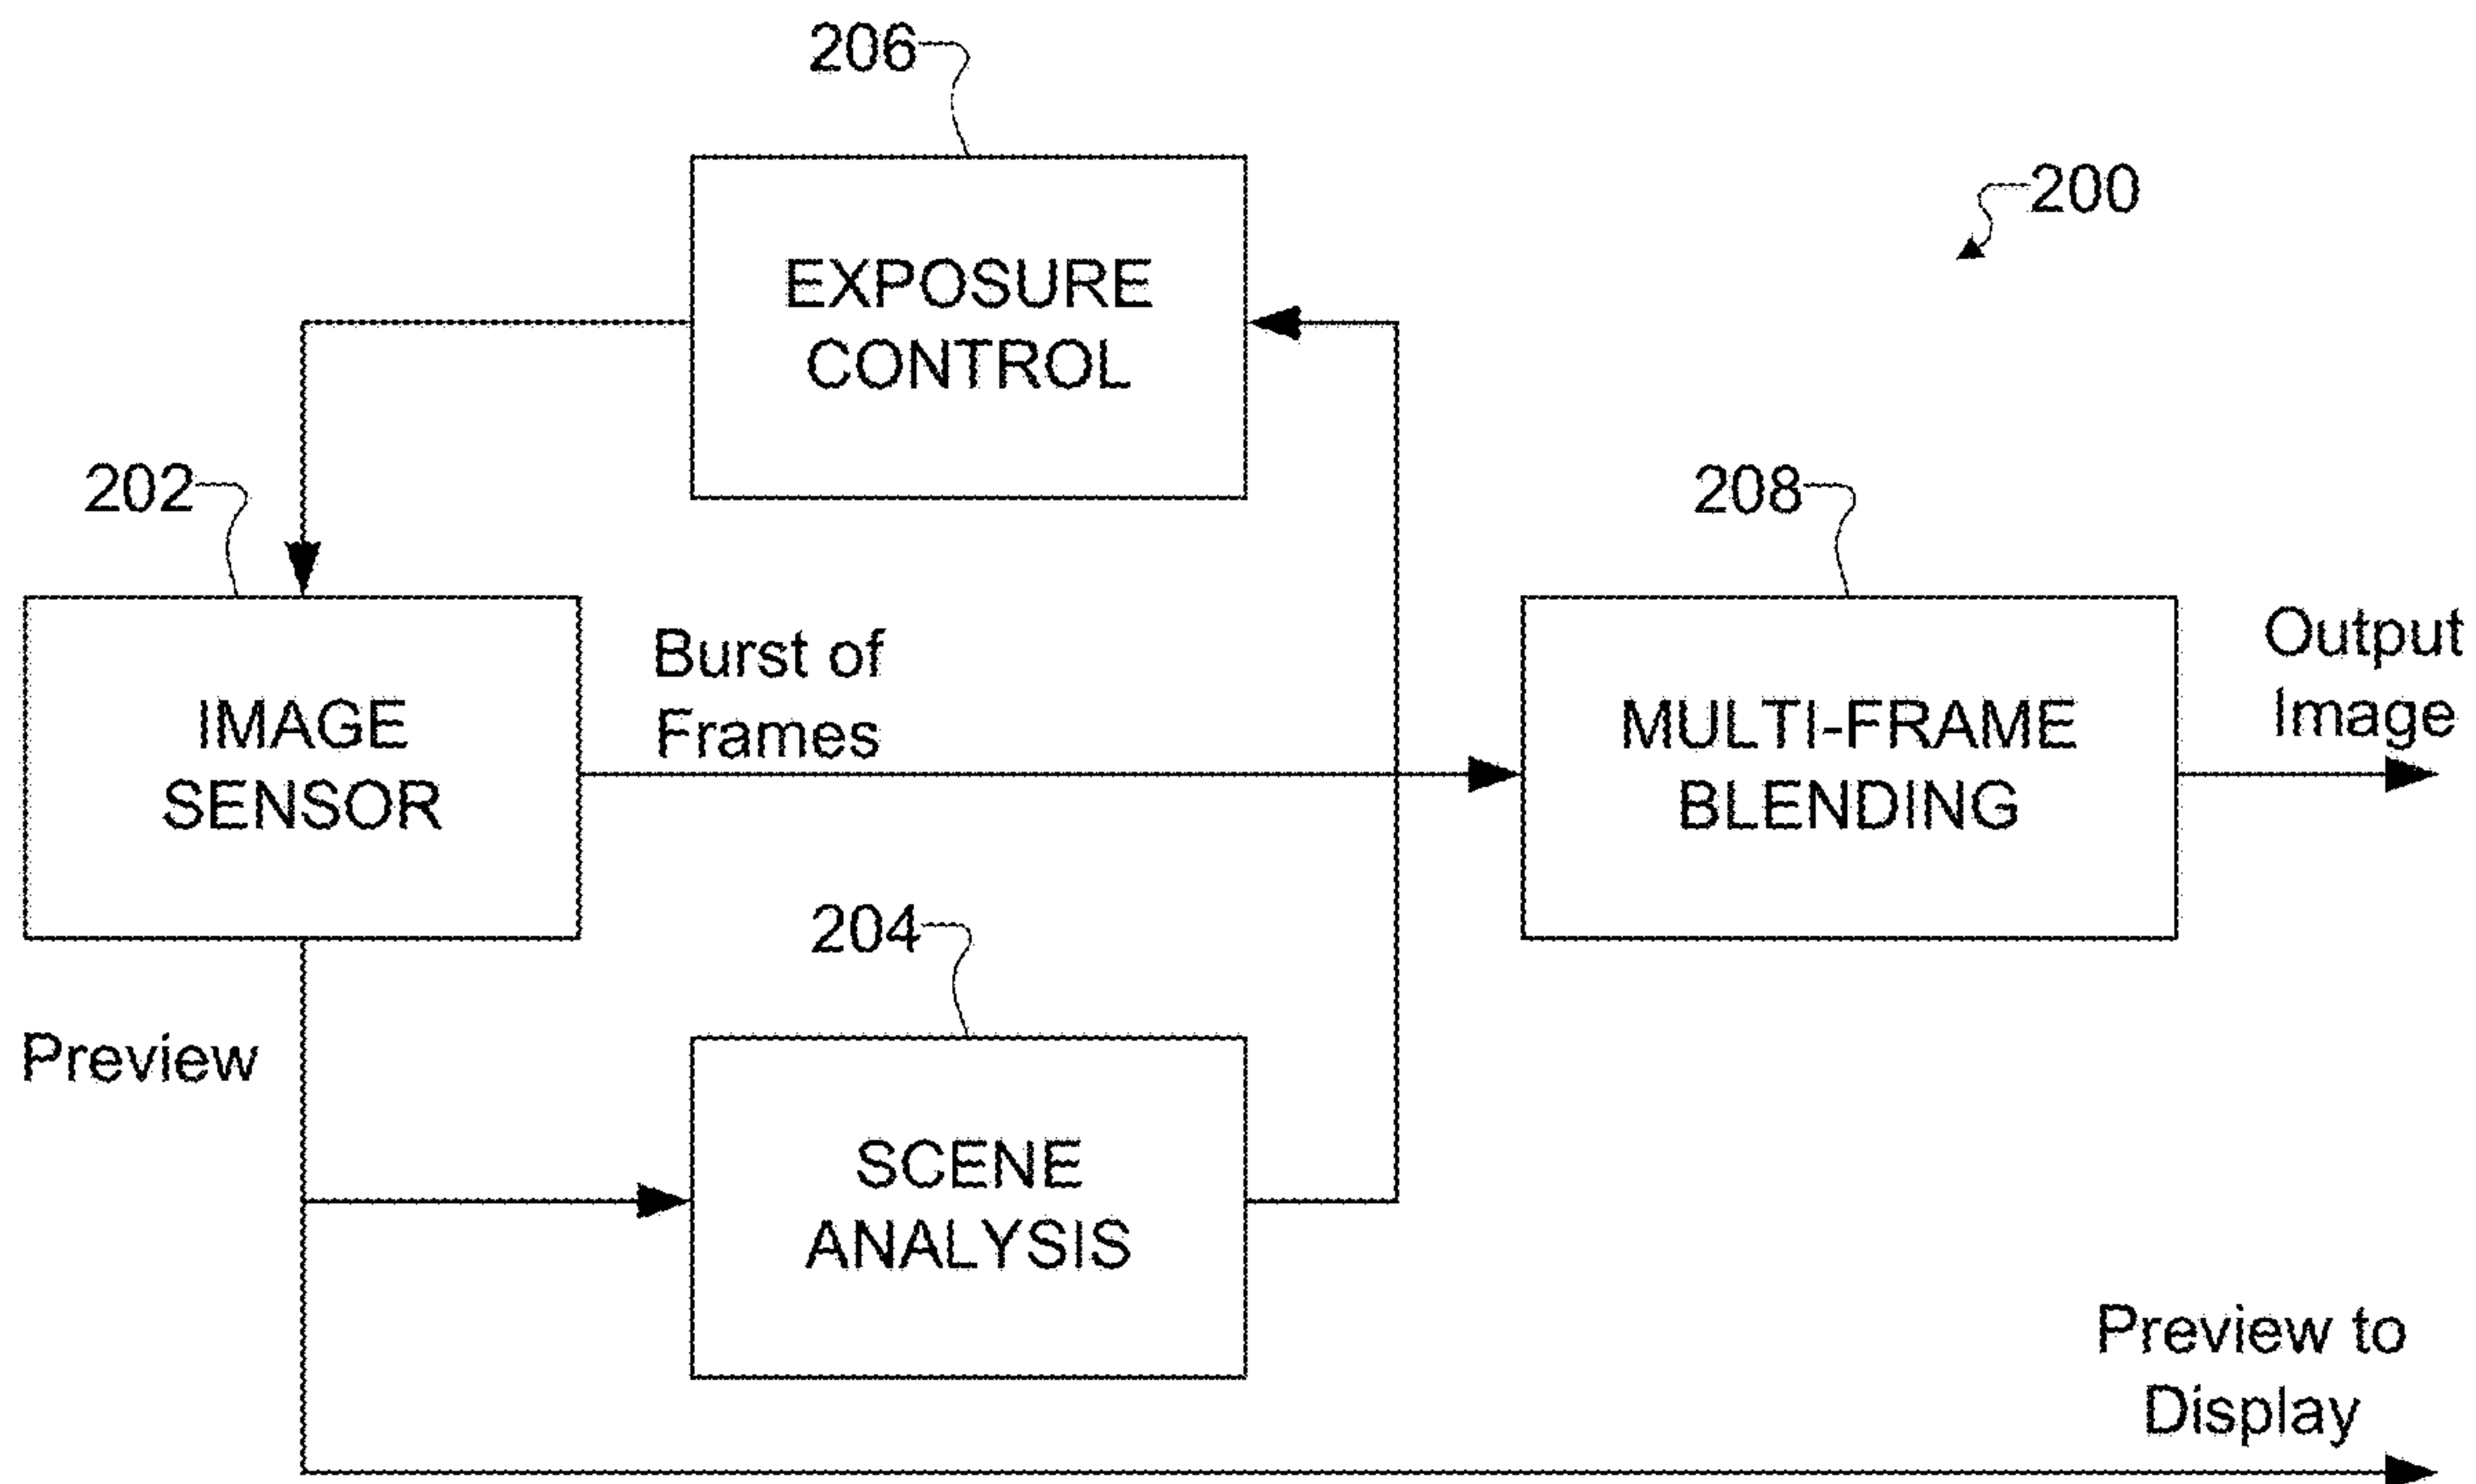 206
200
EXPOSURE
CONTROL
202
208
Burst of
Frames
Output
Image
IMAGE
SENSOR
MULTI-FRAME
BLENDING
204
Preview
SCENE
ANALYSIS
Preview to
Display